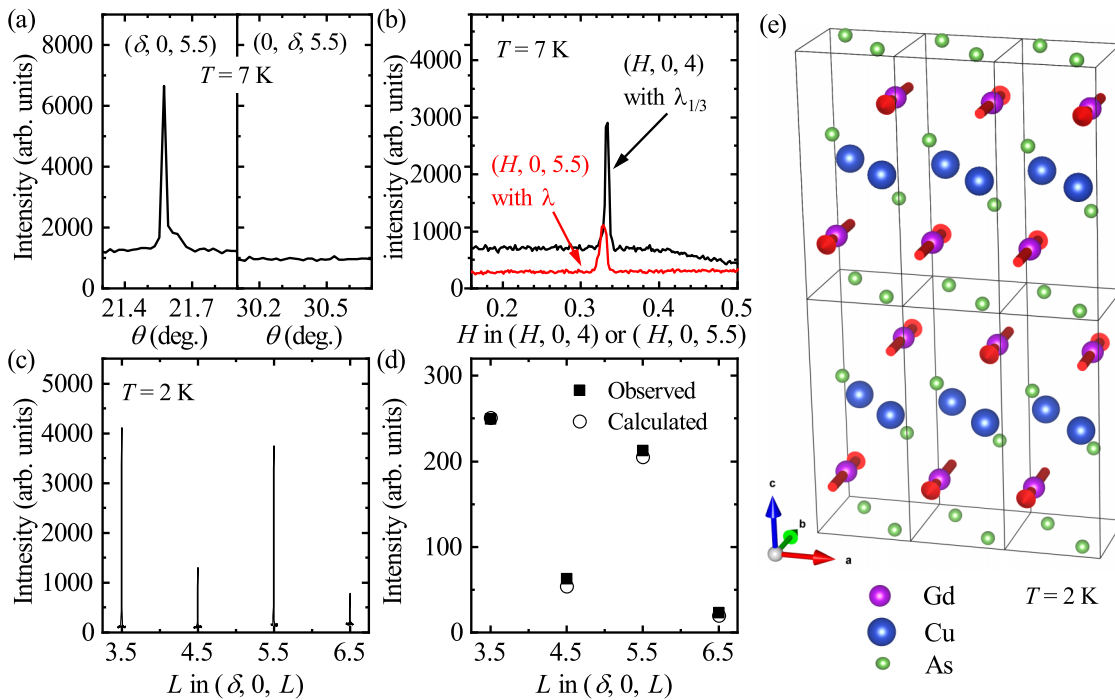 (a)
8000
6000
4000
2000
0
Intensity (arb. units)
(δ, 0, 5.5)
(0, δ, 5.5)
T = 7 K
21.4
21.7
30.2
30.5
θ (deg.)
θ (deg.)
(b)
4000
3000
2000
1000
0
intensity (arb. units)
T = 7 K
(H, 0, 4)
with λ1/3
(H, 0, 5.5)
with λ
0.2
0.3
0.4
0.5
H in (H, 0, 4) or (H, 0, 5.5)
(c)
5000
4000
3000
2000
1000
0
Intnesity (arb. units)
T = 2 K
3.5
4.5
5.5
6.5
L in (δ, 0, L)
(d)
300
200
100
0
Intensity (arb. units)
Observed
Calculated
3.5
4.5
5.5
6.5
L in (δ, 0, L)
(e)
c
b
a
Gd
T = 2 K
Cu
As